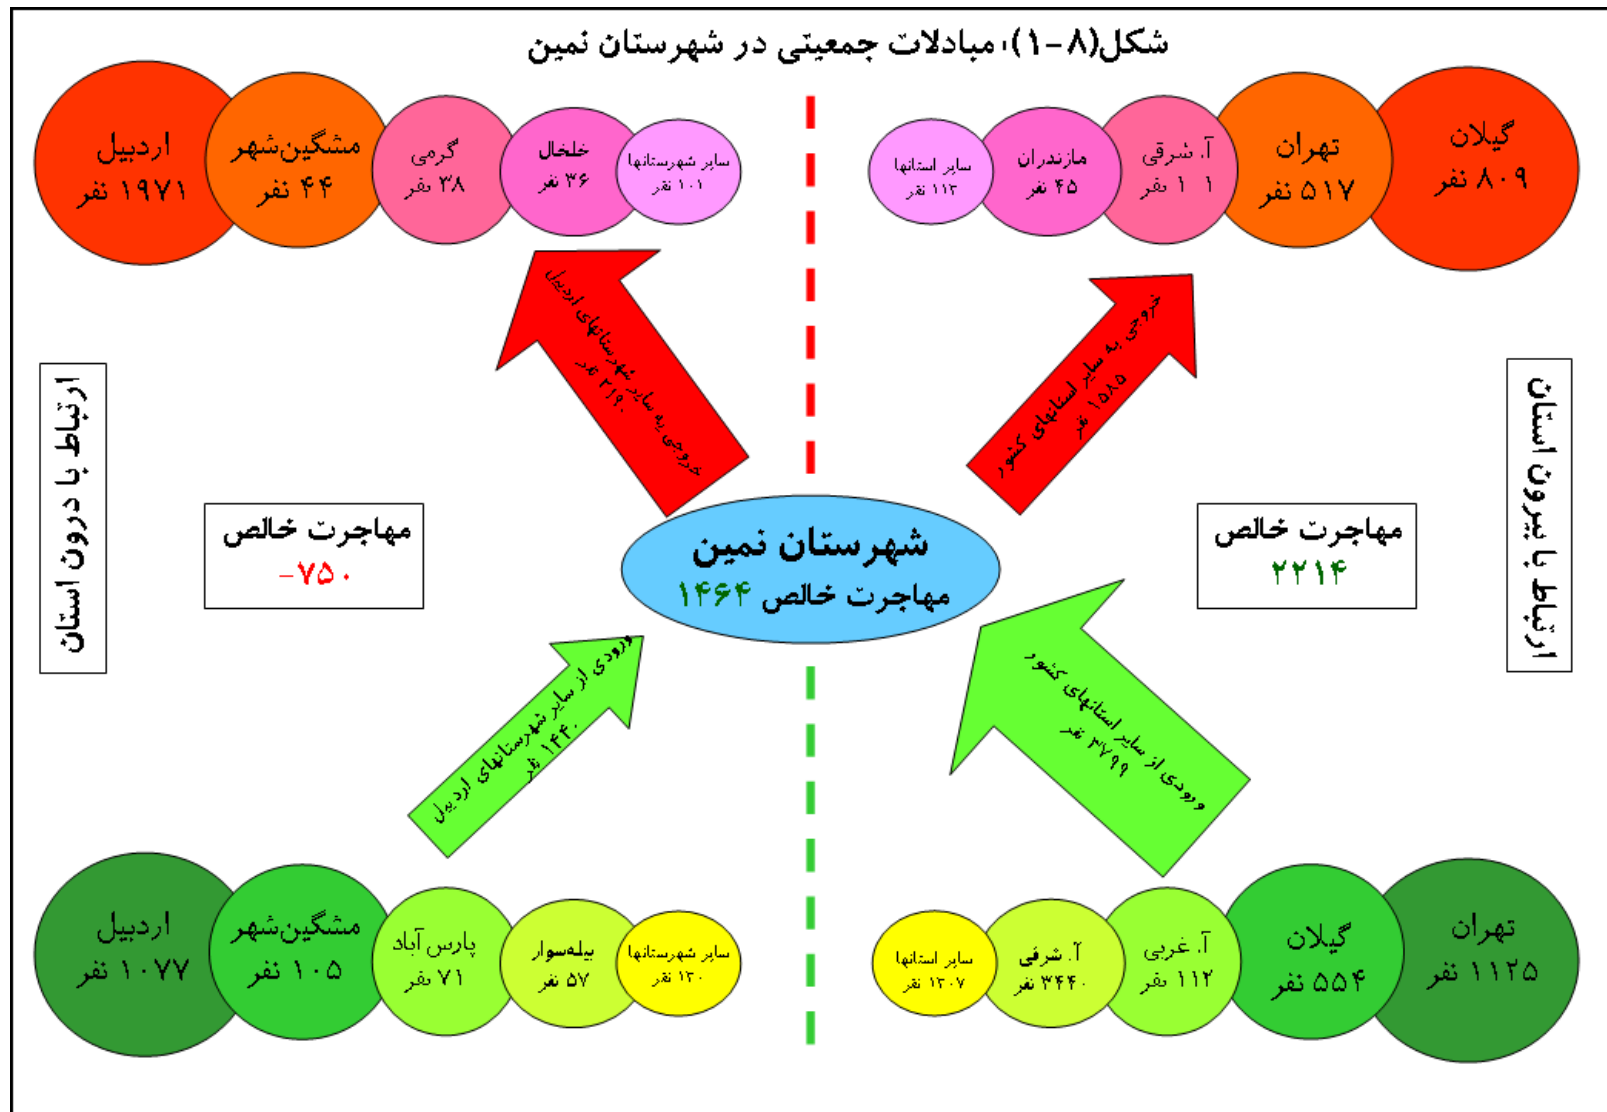 شکل(۸-۱): مبادلات جمعیتی در شهرستان نمین
گیلان
۸۰۹ نفر
تهران
۵۱۷ نفر
آ. شرقی
۱۰۱ نفر
مازندران
۴۵ نفر
سایر استانها
۱۱۳ نفر
سایر شهرستانها
۱۰۱ نفر
خلخال
۳۶ نفر
گرمی
۳۸ نفر
مشگین‌شهر
۴۴ نفر
اردبیل
۱۹۷۱ نفر
خروجی به سایر استانهای کشور
۱۵۸۵ نفر
خروجی به سایر شهرستانهای اردبیل
۲۱۹۰ نفر
ارتباط با بیرون استان
مهاجرت خالص
۲۲۱۴
شهرستان نمین
مهاجرت خالص ۱۴۶۴
مهاجرت خالص
-۷۵۰
ارتباط با درون استان
ورودی از سایر استانهای کشور
۳۷۹۹ نفر
ورودی از سایر شهرستانهای اردبیل
۱۴۴۰ نفر
تهران
۱۱۲۵ نفر
گیلان
۵۵۴ نفر
آ. غربی
۱۱۲ نفر
آ. شرقی
۳۴۴۰ نفر
سایر استانها
۱۳۰۷ نفر
سایر شهرستانها
۱۳۰ نفر
بیله‌سوار
۵۷ نفر
پارس آباد
۷۱ نفر
مشگین‌شهر
۱۰۵ نفر
اردبیل
۱۰۷۷ نفر